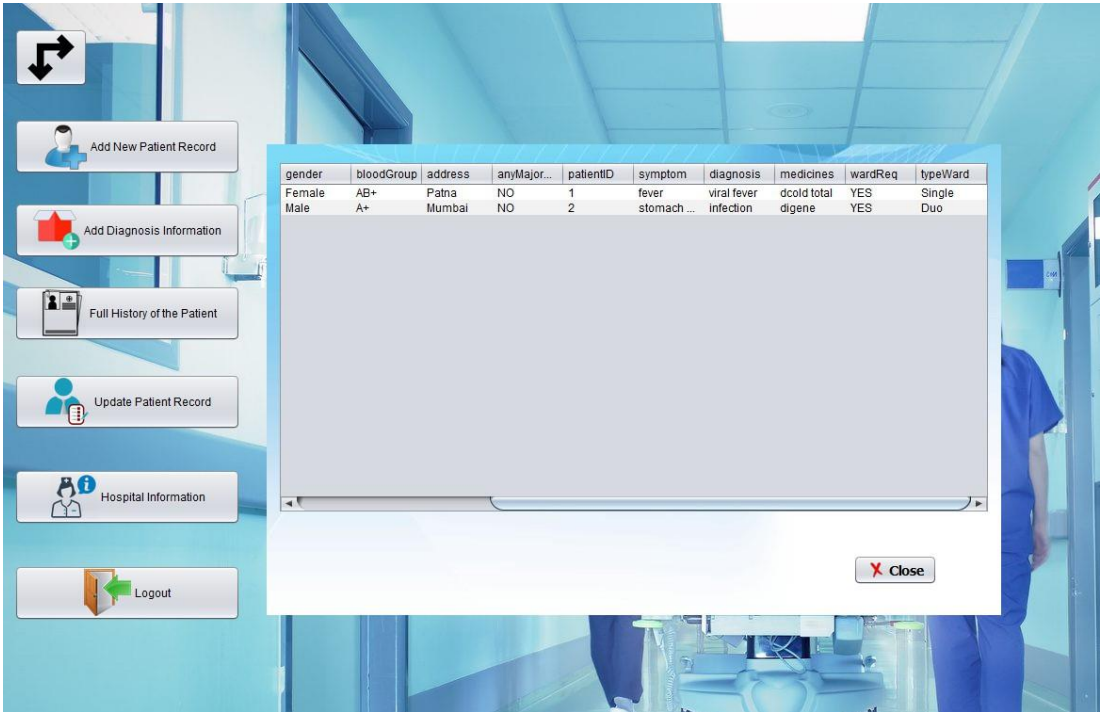 Add New Patient Record
Add Diagnosis Information
Full History of the Patient
Update Patient Record
Hospital Information
Logout
gender bloodGroup address anyMajor... patientID symptom diagnosis medicines wardReq typeWard
Female AB+ Patna NO 1 fever viral fever dcold total YES Single
Male A+ Mumbai NO 2 stomach ... infection digene YES Duo
Close